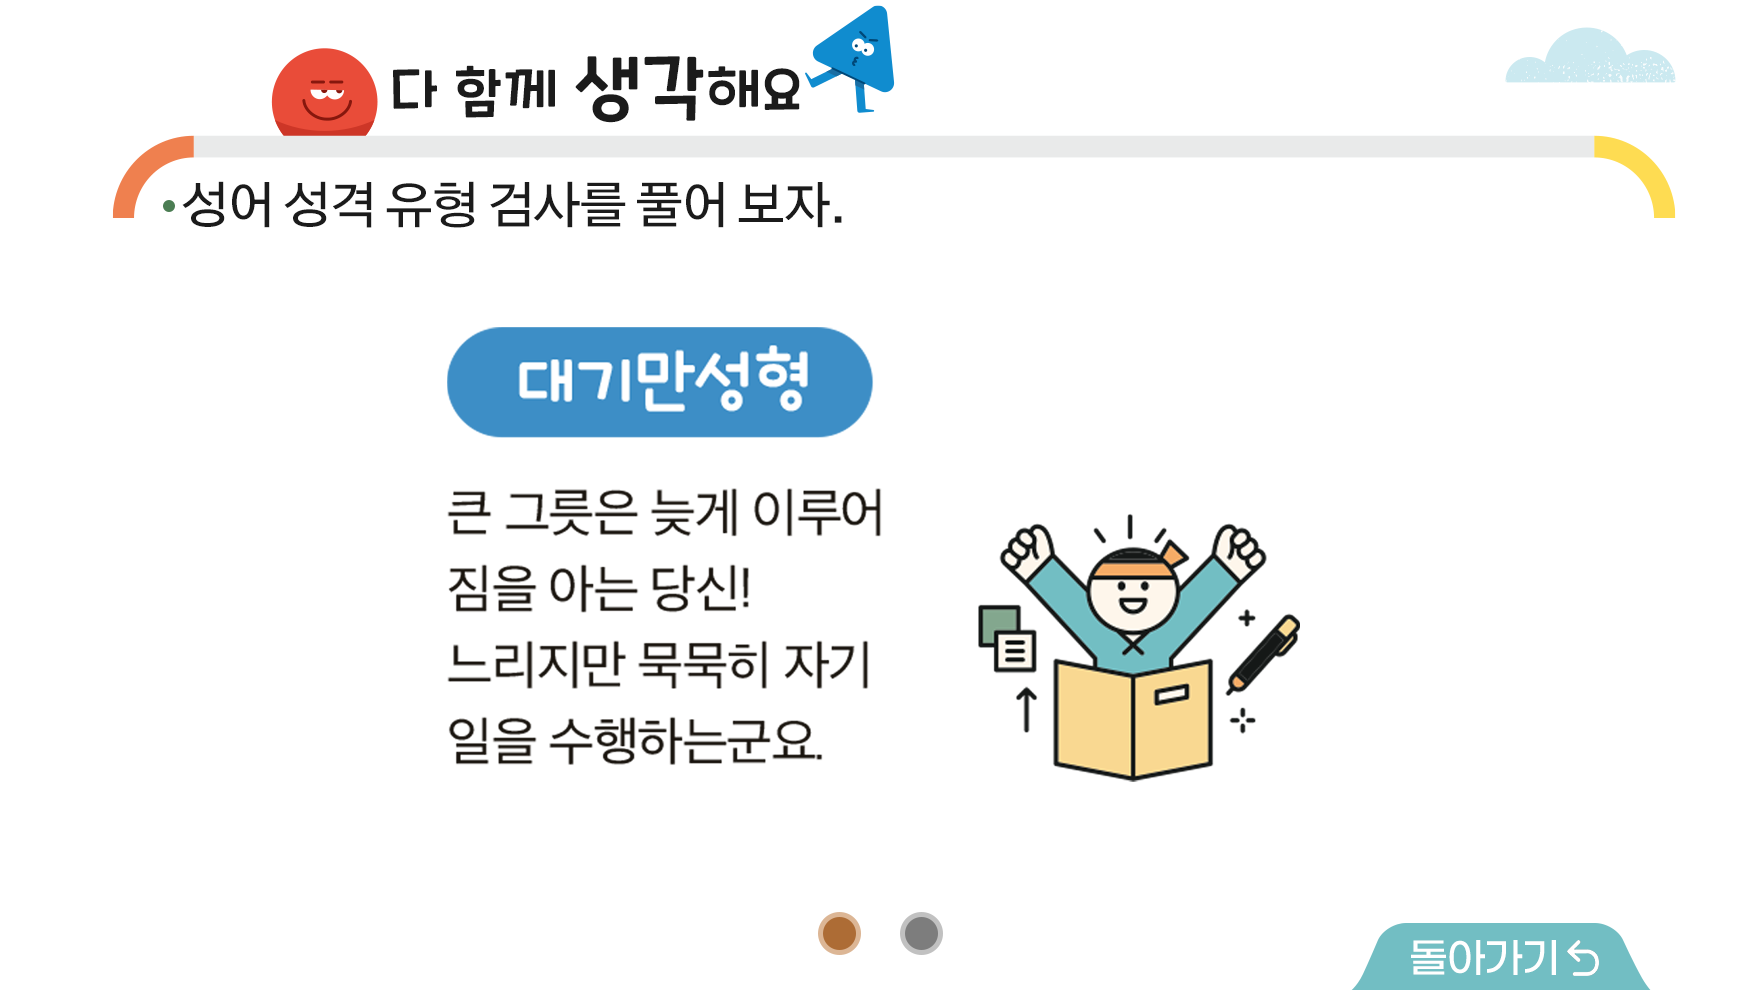 다 함께 생각해요
•성어 성격 유형 검사를 풀어 보자.
대기만성형
큰 그릇은 늦게 이루어
짐을 아는 당신!
느리지만 묵묵히 자기
일을 수행하는군요.
돌아가기